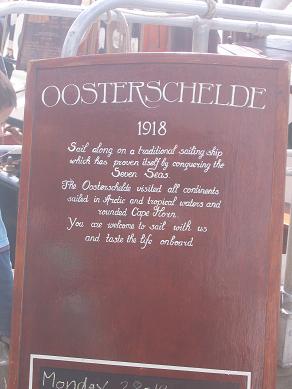 OOSTERSCHELDE
1918
Sail along on a traditional sailing ship
which has proven itself by conquering the
Seven Seas.
The Oosterschelde visited all continents
sailed in Arctic and tropical waters and
rounded Cape Horn.
You are welcome to sail with us
and taste the life onboard
Monday